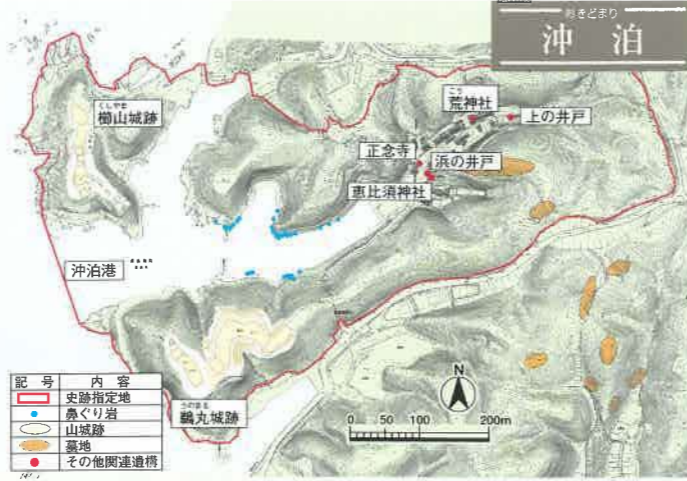 おきどまり
沖泊
くしやま
櫛山城跡
こう
荒神社
上の井戸
正念寺
浜の井戸
恵比須神社
沖泊港
うのまる
鵜丸城跡
N
0 50 100 200m
記号 内容
史跡指定地
鼻ぐり岩
山城跡
墓地
その他関連遺構